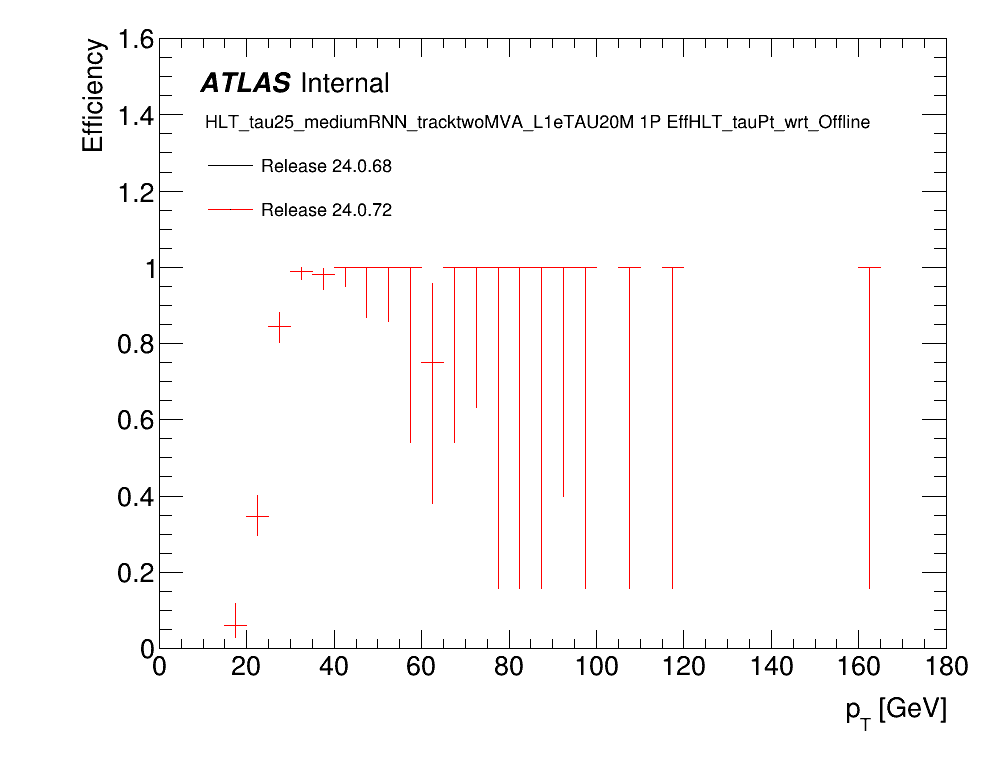 1.6
1.4
1.2
1
0.8
0.6
0.4
0.2
0
Efficiency
ATLAS Internal
HLT_tau25_mediumRNN_tracktwoMVA_L1eTAU20M 1P EffHLT_tauPt_wrt_Offline
Release 24.0.68
Release 24.0.72
0 20 40 60 80 100 120 140 160 180
p_T [GeV]